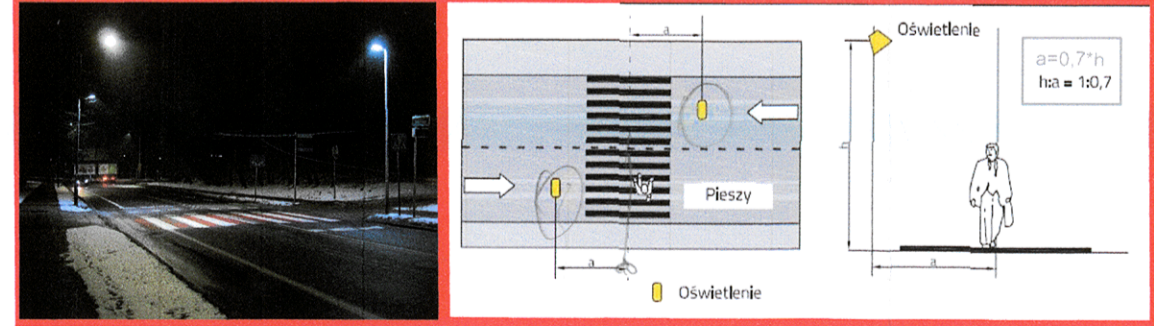 a
Pieszy
a
Oświetlenie
Oświetlenie
a=0,7*h
h:a = 1:0,7
h
a